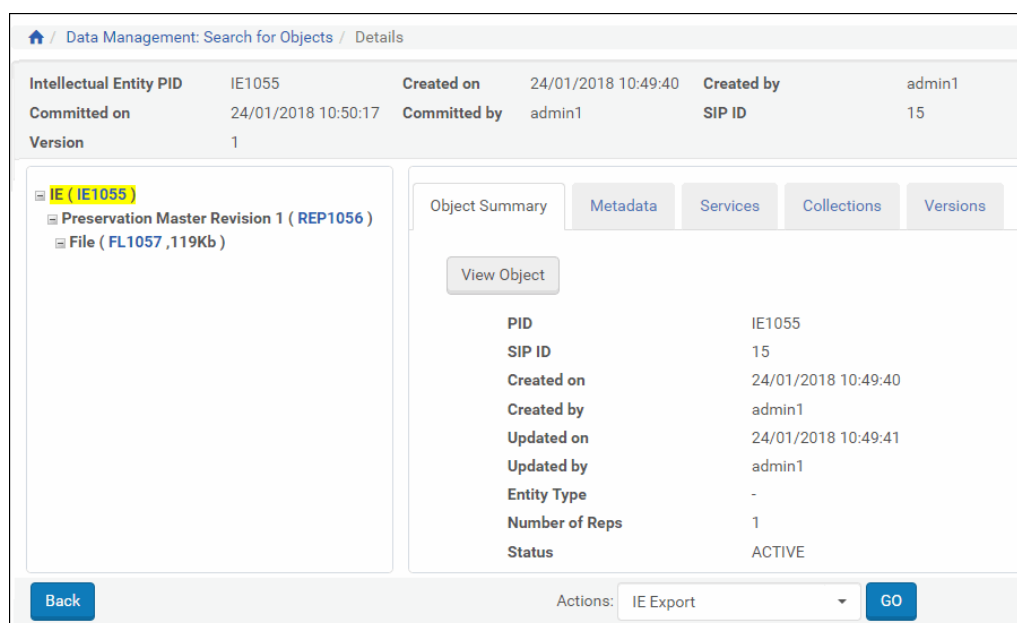 / Data Management: Search for Objects / Details
Intellectual Entity PID IE1055 Created on 24/01/2018 10:49:40 Created by admin1
Committed on 24/01/2018 10:50:17 Committed by admin1 SIP ID 15
Version 1
IE ( IE1055 )
Preservation Master Revision 1 ( REP1056 )
File ( FL1057 ,119Kb )
Object Summary Metadata Services Collections Versions
View Object
PID IE1055
SIP ID 15
Created on 24/01/2018 10:49:40
Created by admin1
Updated on 24/01/2018 10:49:41
Updated by admin1
Entity Type -
Number of Reps 1
Status ACTIVE
Back Actions: IE Export GO